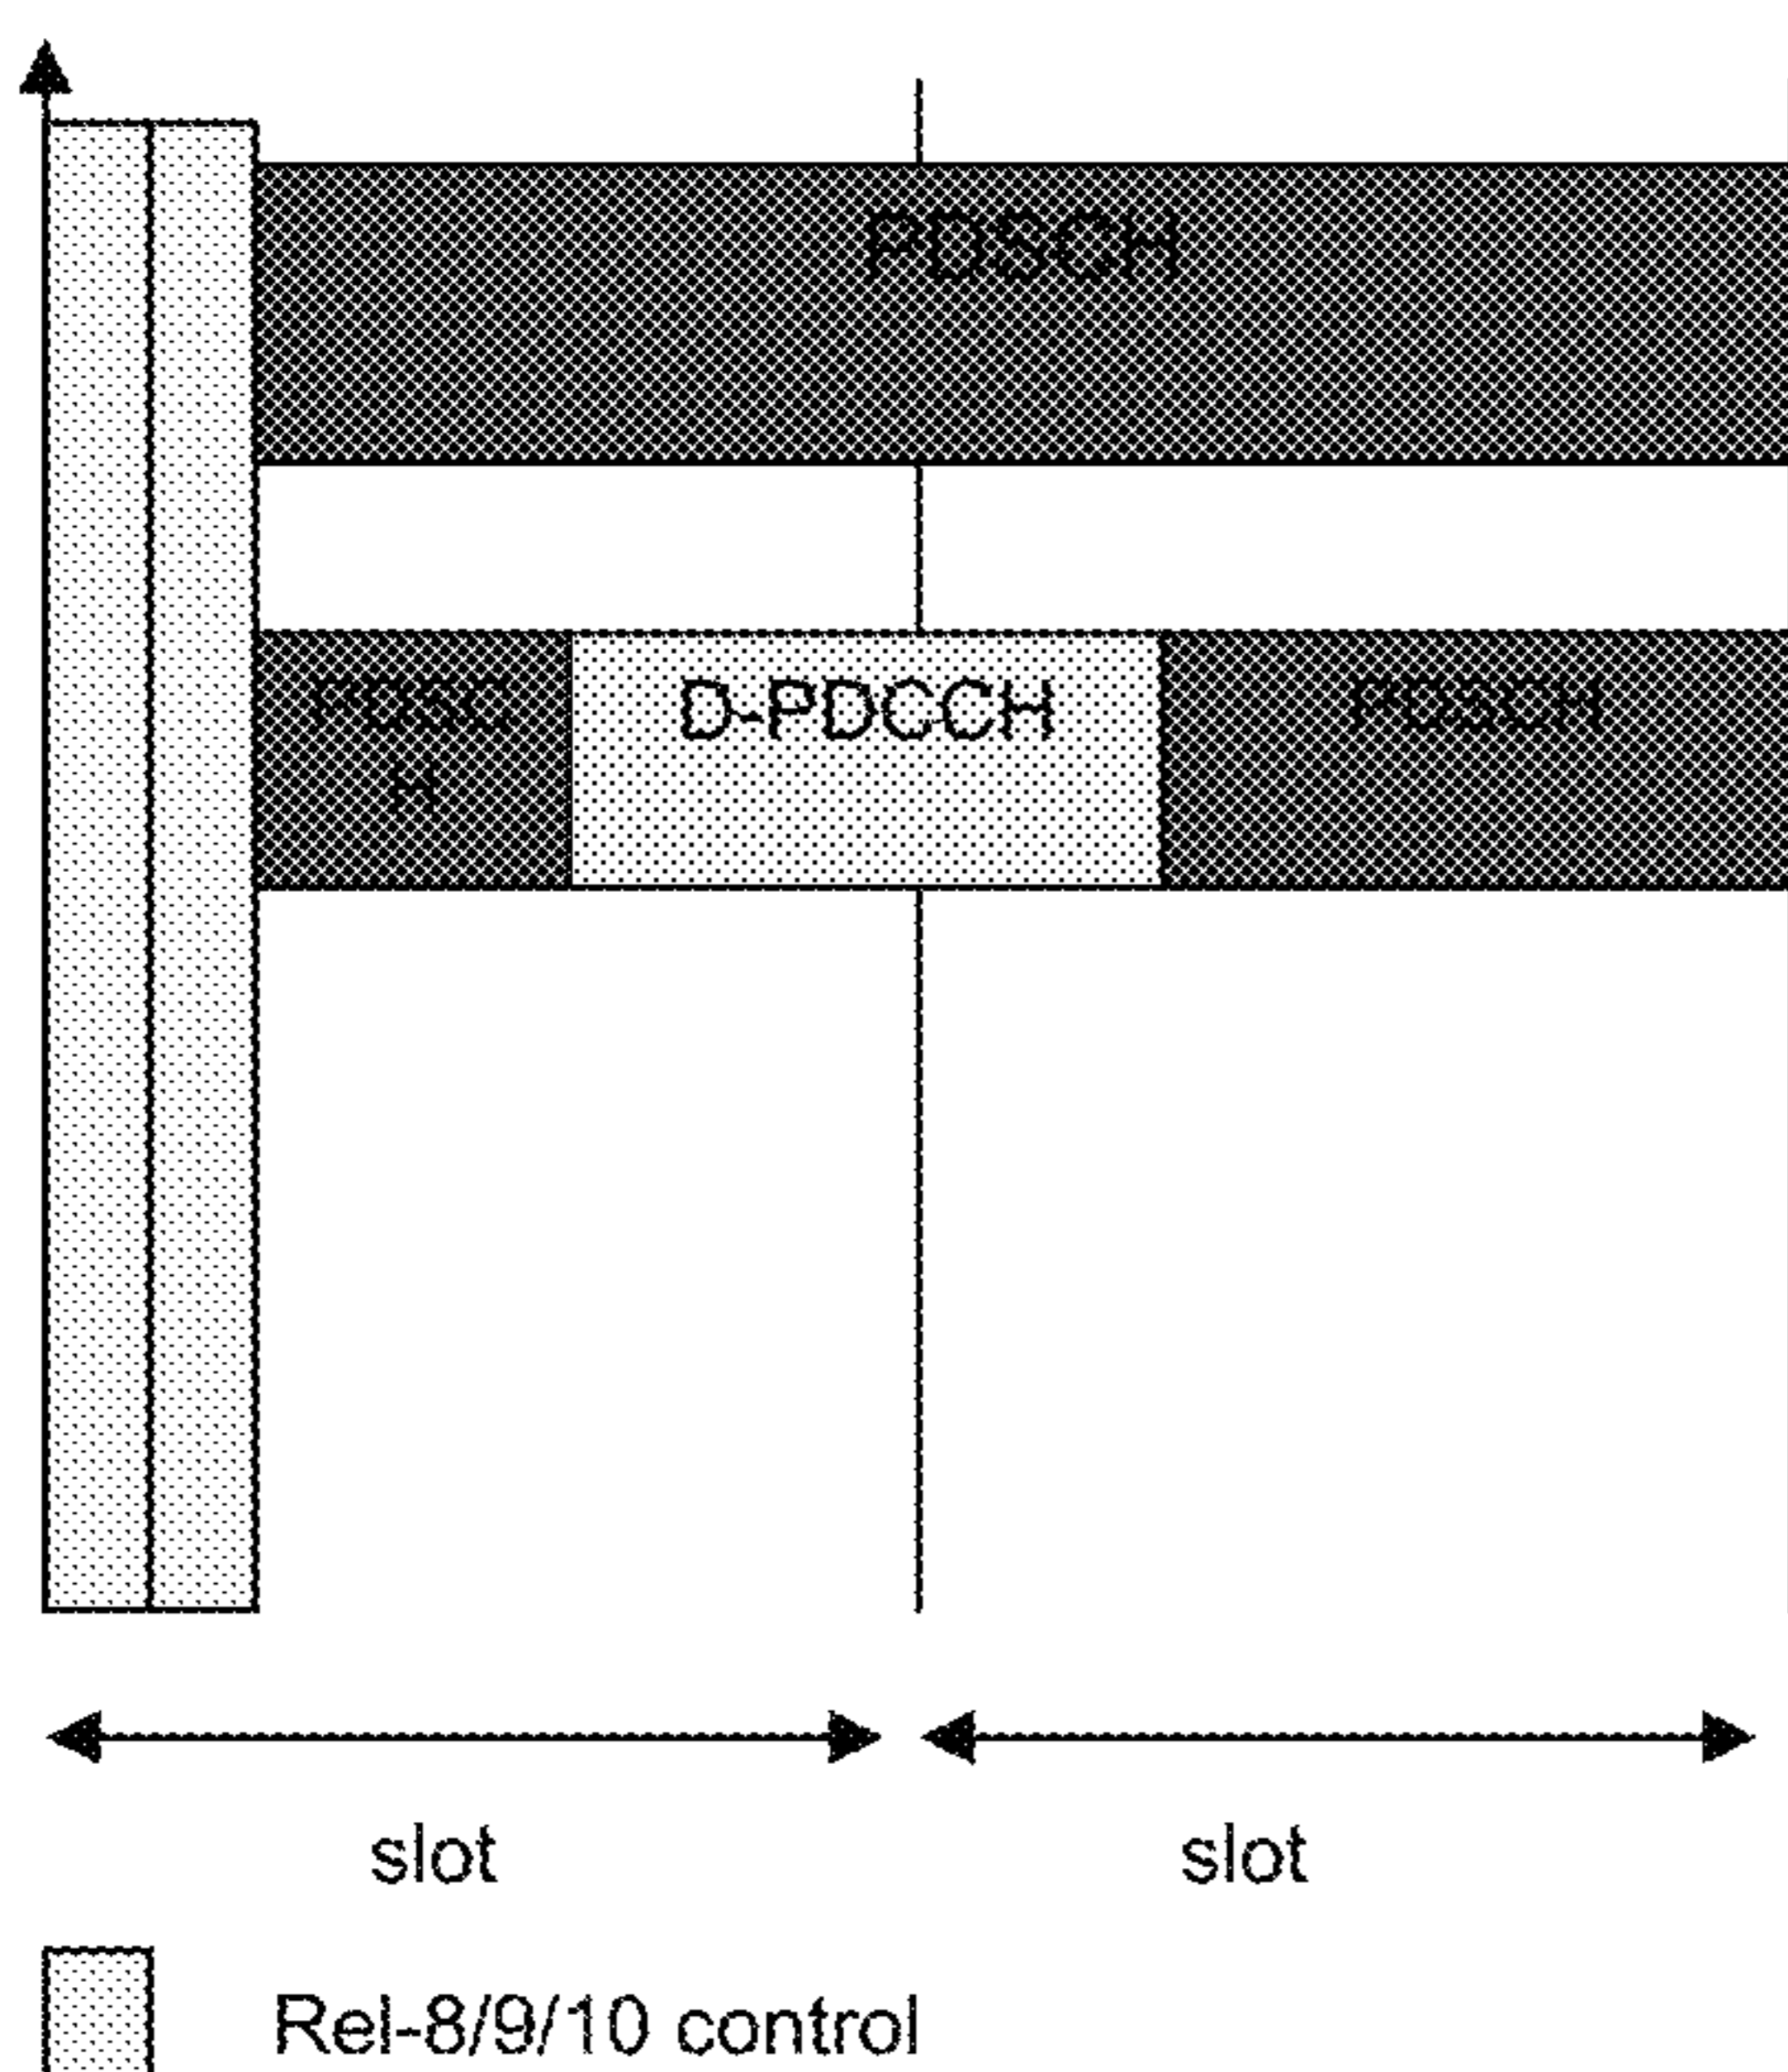 PDSCH
PDSC
H
D-PDCCH
PDSCH
slot
slot
Rel-8/9/10 control